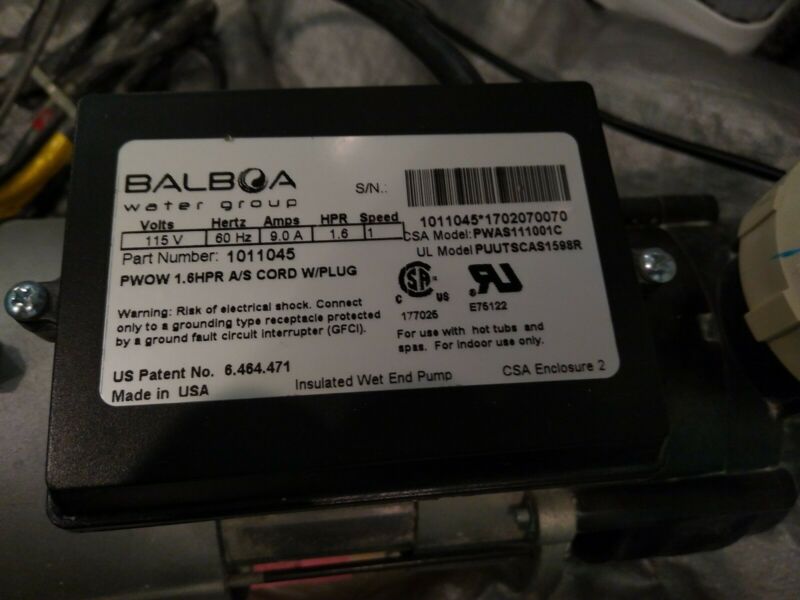 BALBOA
water group
S/N.:
1011045*1702070070
Volts Hertz Amps HPR Speed
115 V 60 Hz 9.0 A 1.6 1
CSA Model: PWAS111001C
UL Model PUUTSCAS1598R
Part Number: 1011045
PWOW 1.6HPR A/S CORD W/PLUG
Warning: Risk of electrical shock. Connect
only to a grounding type receptacle protected
by a ground fault circuit interrupter (GFCI).
CSA
C US
177026
RU
E75122
For use with hot tubs and
spas. For indoor use only.
US Patent No. 6.464.471
Made in USA
Insulated Wet End Pump
CSA Enclosure 2